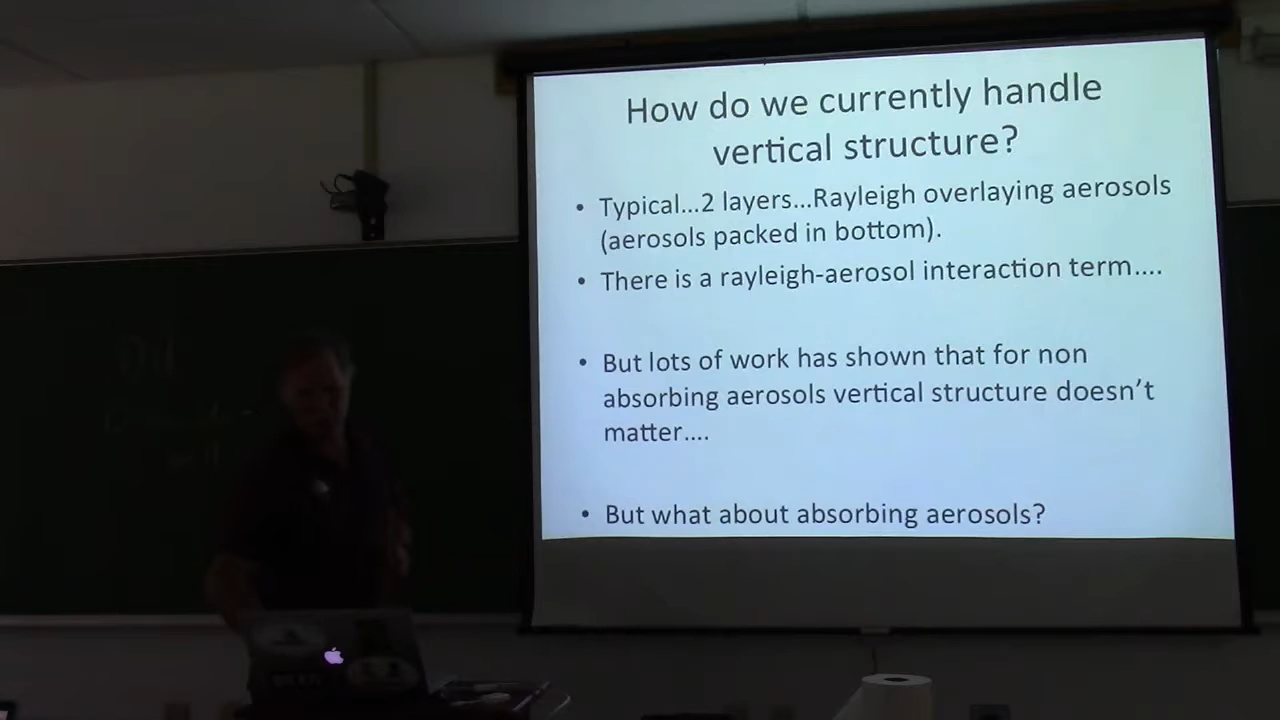 How do we currently handle
vertical structure?
• Typical...2 layers...Rayleigh overlaying aerosols
(aerosols packed in bottom).
• There is a rayleigh-aerosol interaction term....
• But lots of work has shown that for non
absorbing aerosols vertical structure doesn’t
matter....
• But what about absorbing aerosols?